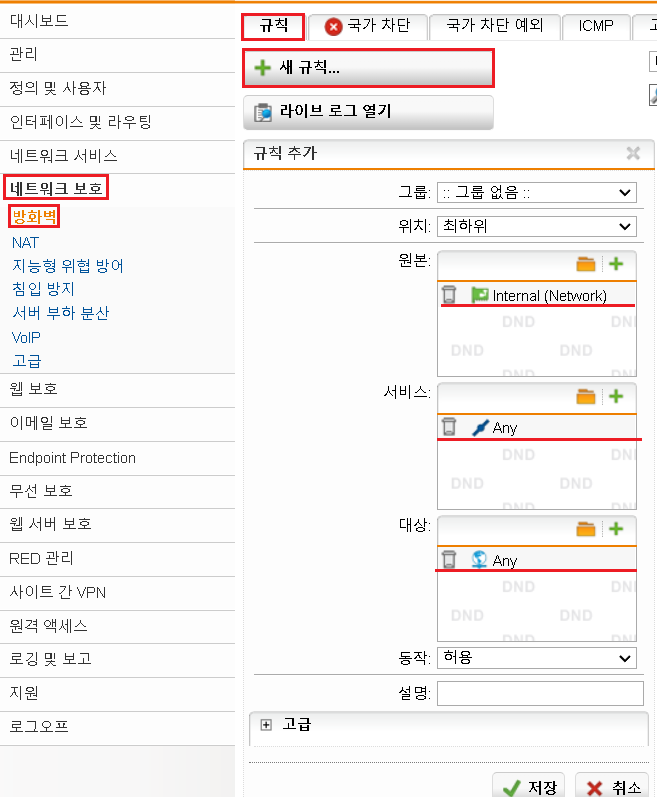 대시보드
관리
정의 및 사용자
인터페이스 및 라우팅
네트워크 서비스
네트워크 보호
방화벽
NAT
지능형 위협 방어
침입 방지
서버 부하 분산
VoIP
고급
웹 보호
이메일 보호
Endpoint Protection
무선 보호
웹 서버 보호
RED 관리
사이트 간 VPN
원격 액세스
로깅 및 보고
지원
로그오프
규칙 국가 차단 국가 차단 예외 ICMP
새 규칙...
라이브 로그 열기
규칙 추가
그룹: :: 그룹 없음 ::
위치: 최하위
원본:
Internal (Network)
DND DND
DND DND
DND DND
서비스:
Any
DND DND
DND DND
DND DND
대상:
Any
DND DND
DND DND
DND DND
동작: 허용
설명:
고급
저장 취소